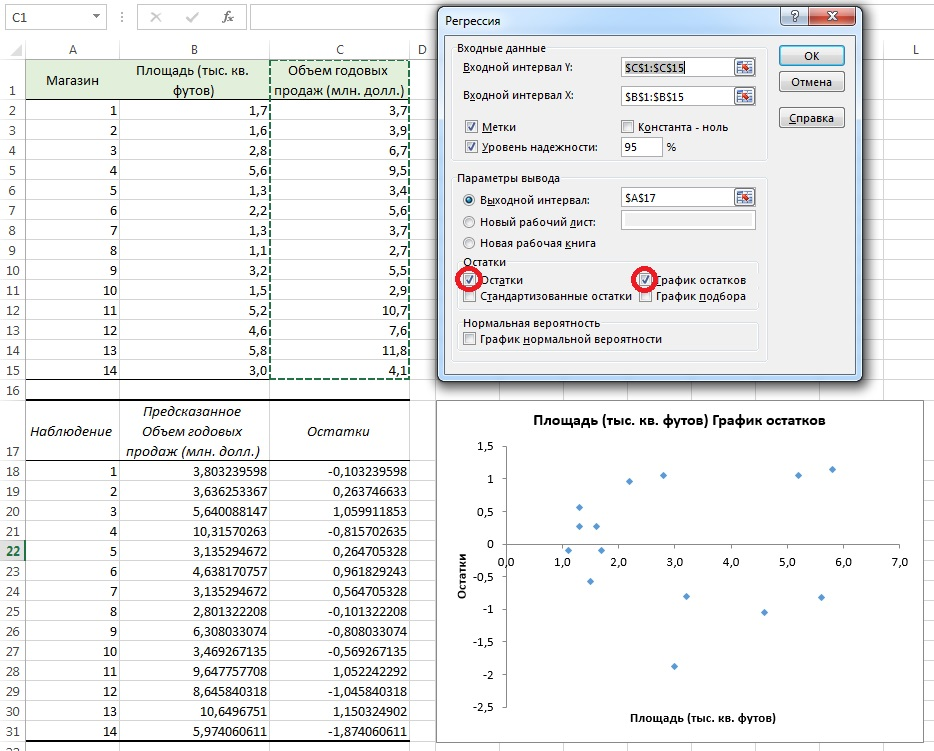 C1
fx
A B C D L
Магазин Площадь (тыс. кв. футов) Объем годовых продаж (млн. долл.)
1
2 1 1,7 3,7
3 2 1,6 3,9
4 3 2,8 6,7
5 4 5,6 9,5
6 5 1,3 3,4
7 6 2,2 5,6
8 7 1,3 3,7
9 8 1,1 2,7
10 9 3,2 5,5
11 10 1,5 2,9
12 11 5,2 10,7
13 12 4,6 7,6
14 13 5,8 11,8
15 14 3,0 4,1
16
17 Наблюдение Предсказанное Объем годовых продаж (млн. долл.) Остатки
18 1 3,803239598 -0,103239598
19 2 3,636253367 0,263746633
20 3 5,640088147 1,059911853
21 4 10,31570263 -0,815702635
22 5 3,135294672 0,264705328
23 6 4,638170757 0,961829243
24 7 3,135294672 0,564705328
25 8 2,801322208 -0,101322208
26 9 6,308033074 -0,808033074
27 10 3,469267135 -0,569267135
28 11 9,647757708 1,052242292
29 12 8,645840318 -1,045840318
30 13 10,6496751 1,150324902
31 14 5,974060611 -1,874060611
Регрессия
?
Входные данные
Входной интервал Y: $C$1:$C$15
Входной интервал X: $B$1:$B$15
Метки Константа - ноль
Уровень надежности: 95 %
OK
Отмена
Справка
Параметры вывода
Выходной интервал: $A$17
Новый рабочий лист:
Новая рабочая книга
Остатки
Остатки График остатков
Стандартизованные остатки График подбора
Нормальная вероятность
График нормальной вероятности
Площадь (тыс. кв. футов) График остатков
1,5
1
0,5
0
-0,5
-1
-1,5
-2
-2,5
0,0 1,0 2,0 3,0 4,0 5,0 6,0 7,0
Остатки
Площадь (тыс. кв. футов)